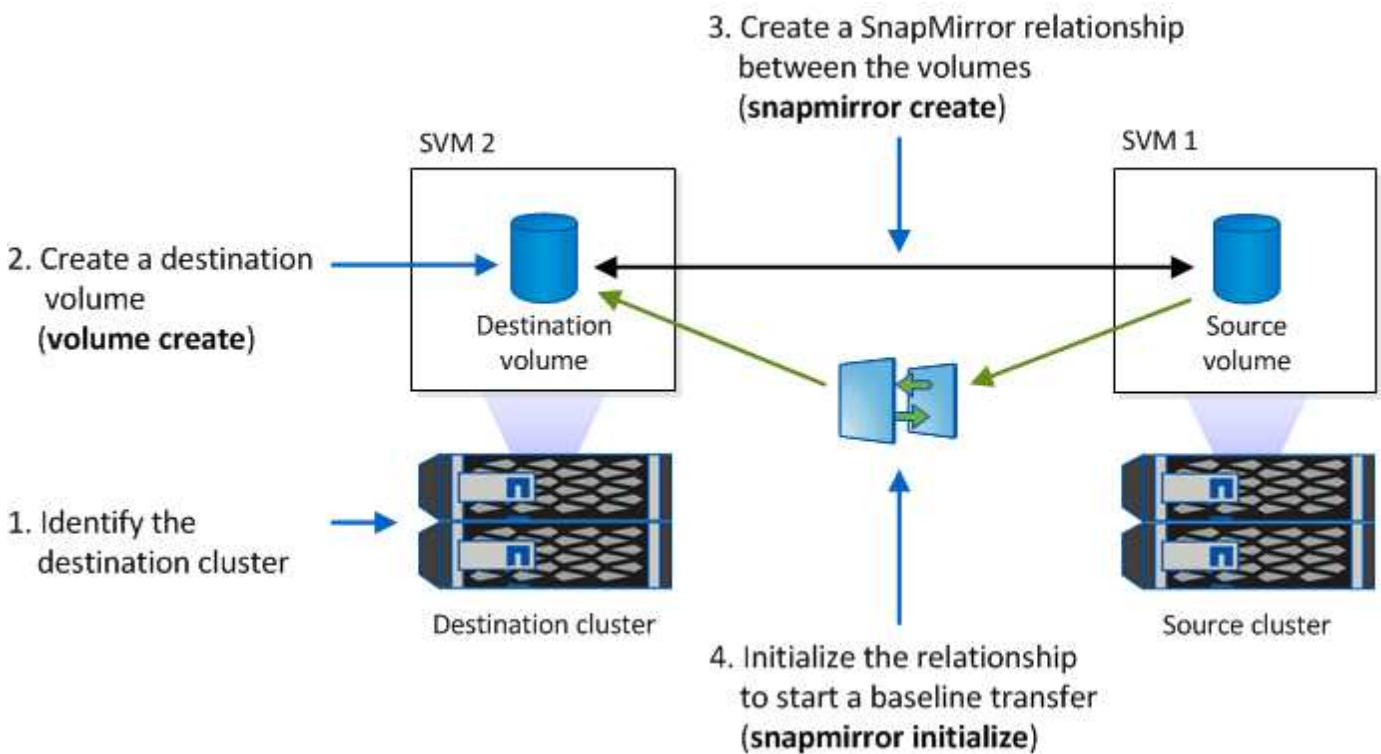 3. Create a SnapMirror relationship
between the volumes
(snapmirror create)
SVM 2
SVM 1
2. Create a destination
volume
(volume create)
Destination
volume
Source
volume
1. Identify the
destination cluster
Destination cluster
Source cluster
4. Initialize the relationship
to start a baseline transfer
(snapmirror initialize)